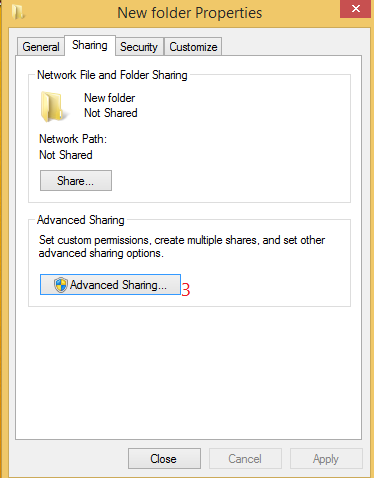 New folder Properties
General Sharing Security Customize
Network File and Folder Sharing
New folder
Not Shared
Network Path:
Not Shared
Share...
Advanced Sharing
Set custom permissions, create multiple shares, and set other
advanced sharing options.
Advanced Sharing... 3
Close Cancel Apply